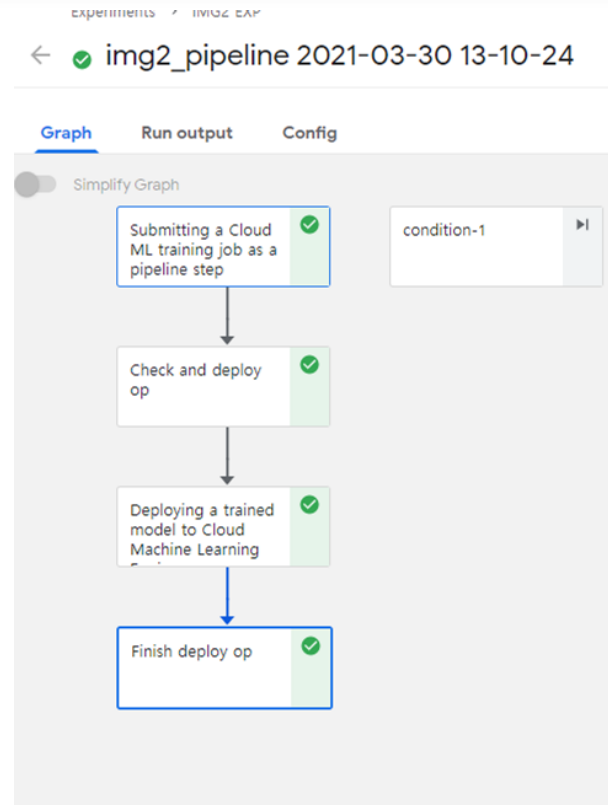 Experiments > IMG2 EXP
img2_pipeline 2021-03-30 13-10-24
Graph Run output Config
Simplify Graph
Submitting a Cloud
ML training job as a
pipeline step
condition-1
Check and deploy
op
Deploying a trained
model to Cloud
Machine Learning
Finish deploy op